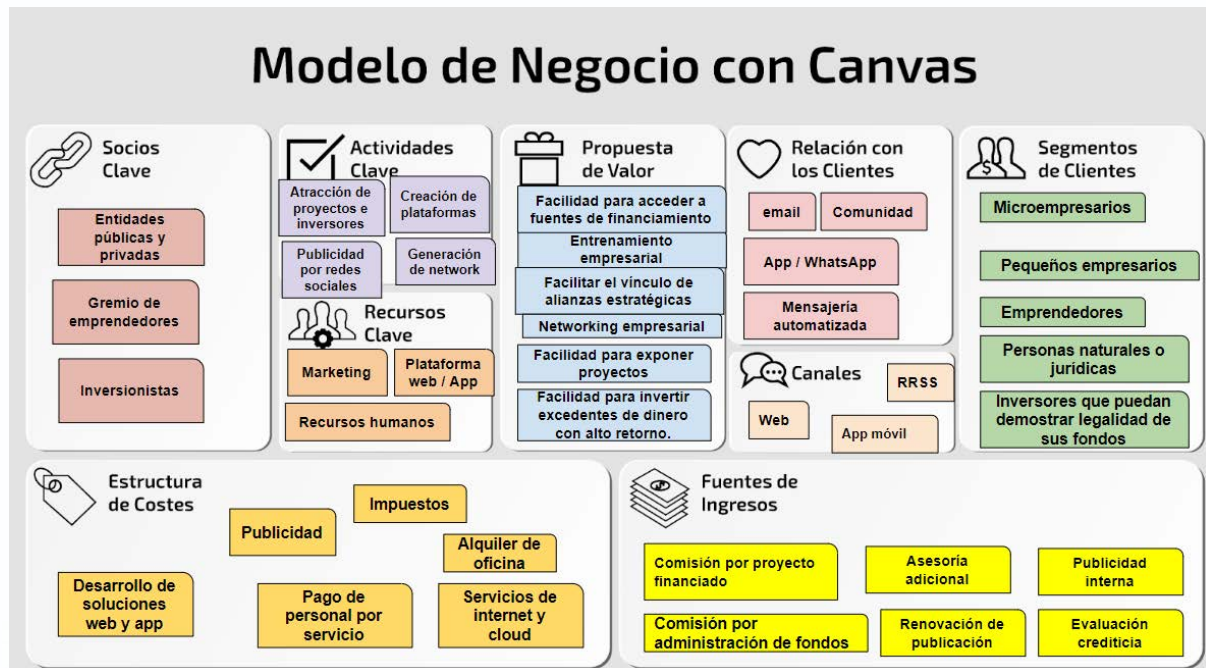 Modelo de Negocio con Canvas
Socios
Clave
Entidades
públicas y
privadas
Gremio de
emprendedores
Inversionistas
Actividades
Clave
Atracción de
proyectos e
inversores
Creación de
plataformas
Publicidad
por redes
sociales
Generación
de network
Recursos
Clave
Marketing
Plataforma
web / App
Recursos humanos
Propuesta
de Valor
Facilidad para acceder a
fuentes de financiamiento
Entrenamiento
empresarial
Facilitar el vínculo de
alianzas estratégicas
Networking empresarial
Facilidad para exponer
proyectos
Facilidad para invertir
excedentes de dinero
con alto retorno.
Relación con
los Clientes
email
Comunidad
App / WhatsApp
Mensajería
automatizada
Canales
RRSS
Web
App móvil
Segmentos
de Clientes
Microempresarios
Pequeños empresarios
Emprendedores
Personas naturales o
jurídicas
Inversores que puedan
demostrar legalidad de
sus fondos
Estructura
de Costes
Impuestos
Publicidad
Alquiler de
oficina
Desarrollo de
soluciones
web y app
Pago de
personal por
servicio
Servicios de
internet y
cloud
Fuentes de
Ingresos
Comisión por proyecto
financiado
Asesoría
adicional
Publicidad
interna
Comisión por
administración de fondos
Renovación de
publicación
Evaluación
crediticia